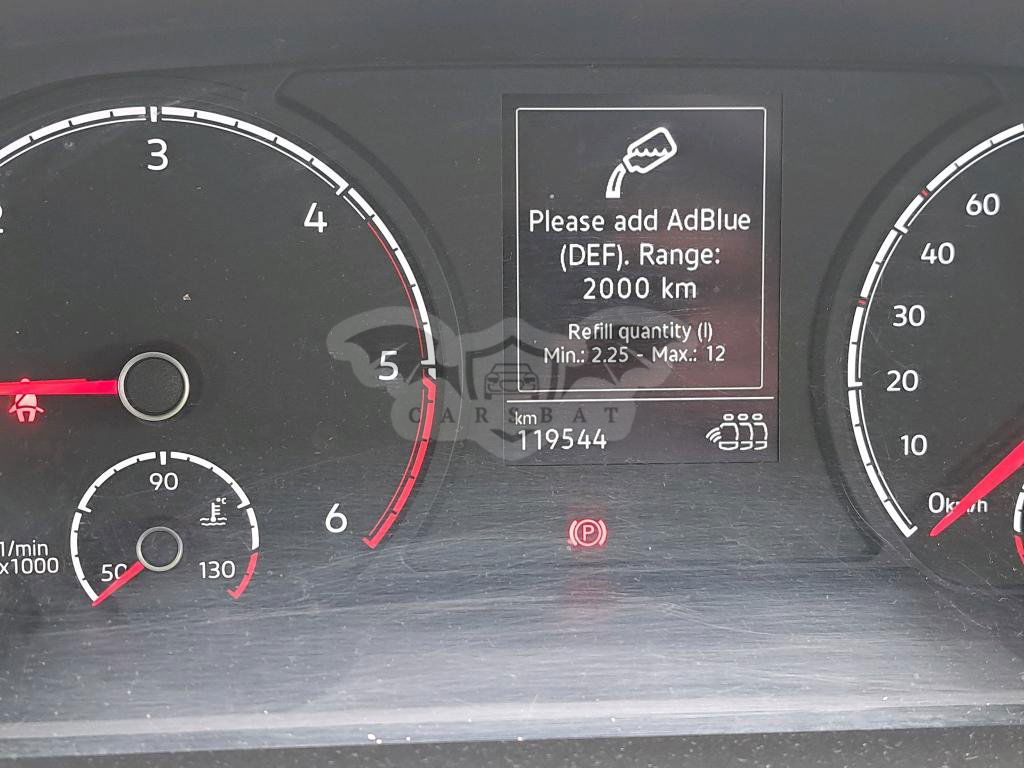 3
2
4
5
6
90
°C
50
130
1/min
x1000
Please add AdBlue
(DEF). Range:
2000 km
Refill quantity (l)
Min.: 2.25 - Max.: 12
km
119544
CARSBAT
P
60
40
30
20
10
0km/h